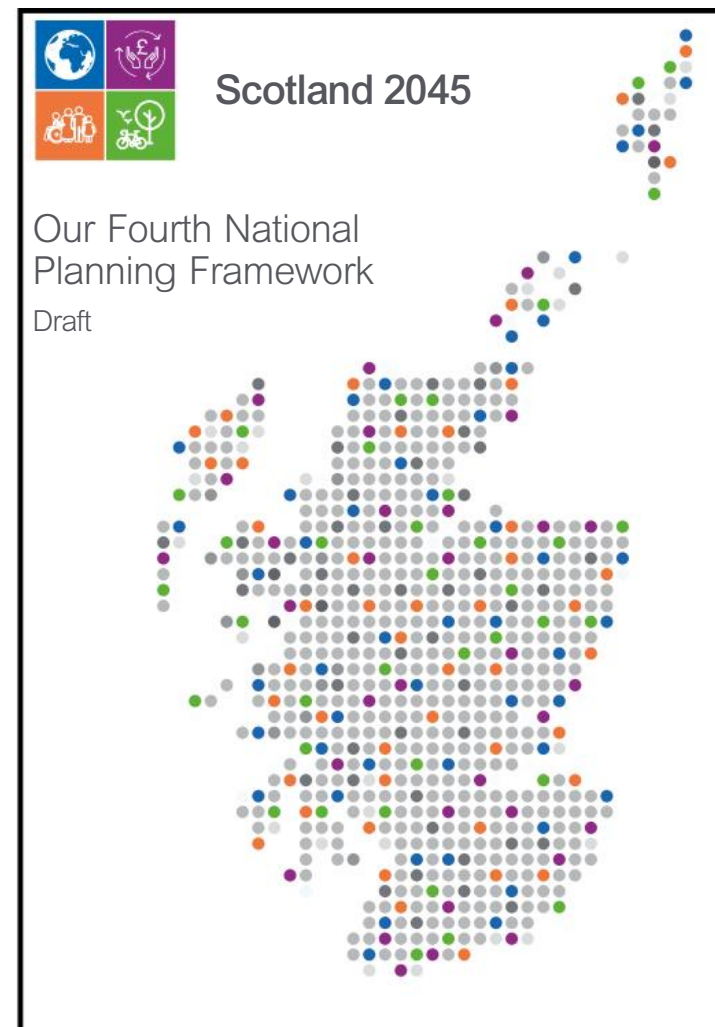 Scotland 2045
Our Fourth National
Planning Framework
Draft
£